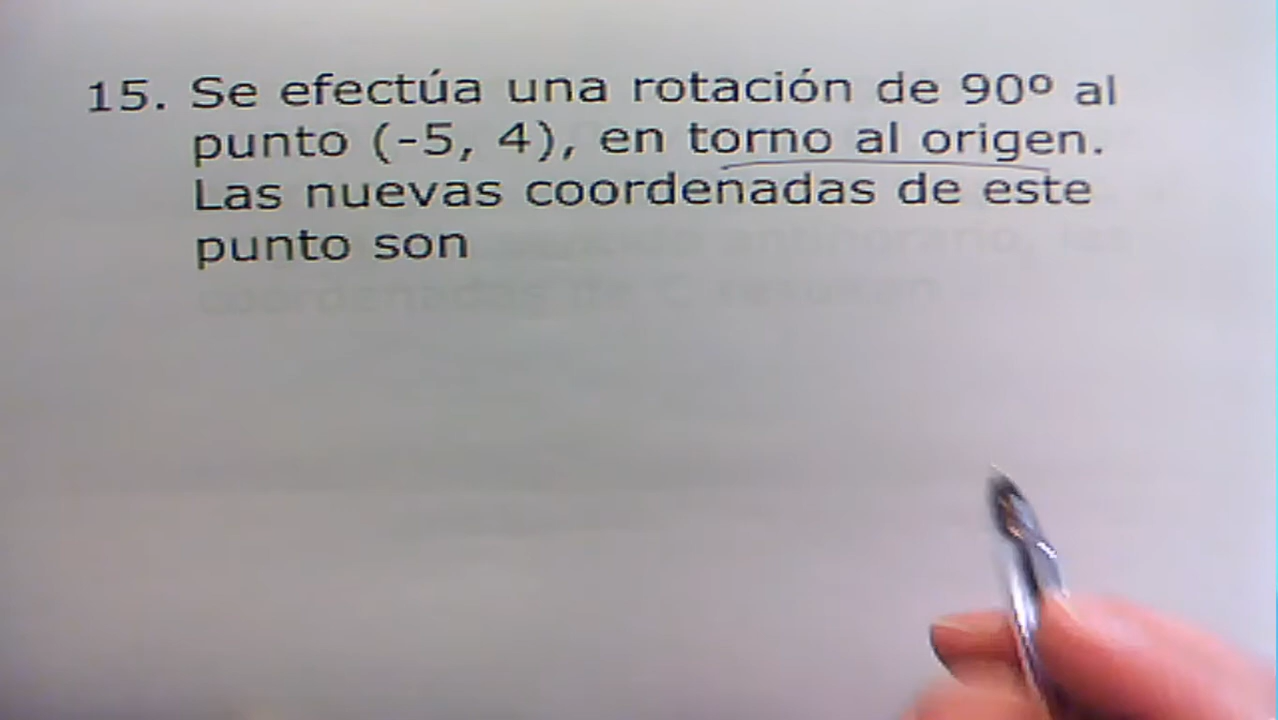 15. Se efectúa una rotación de 90º al
punto (-5, 4), en torno al origen.
Las nuevas coordenadas de este
punto son